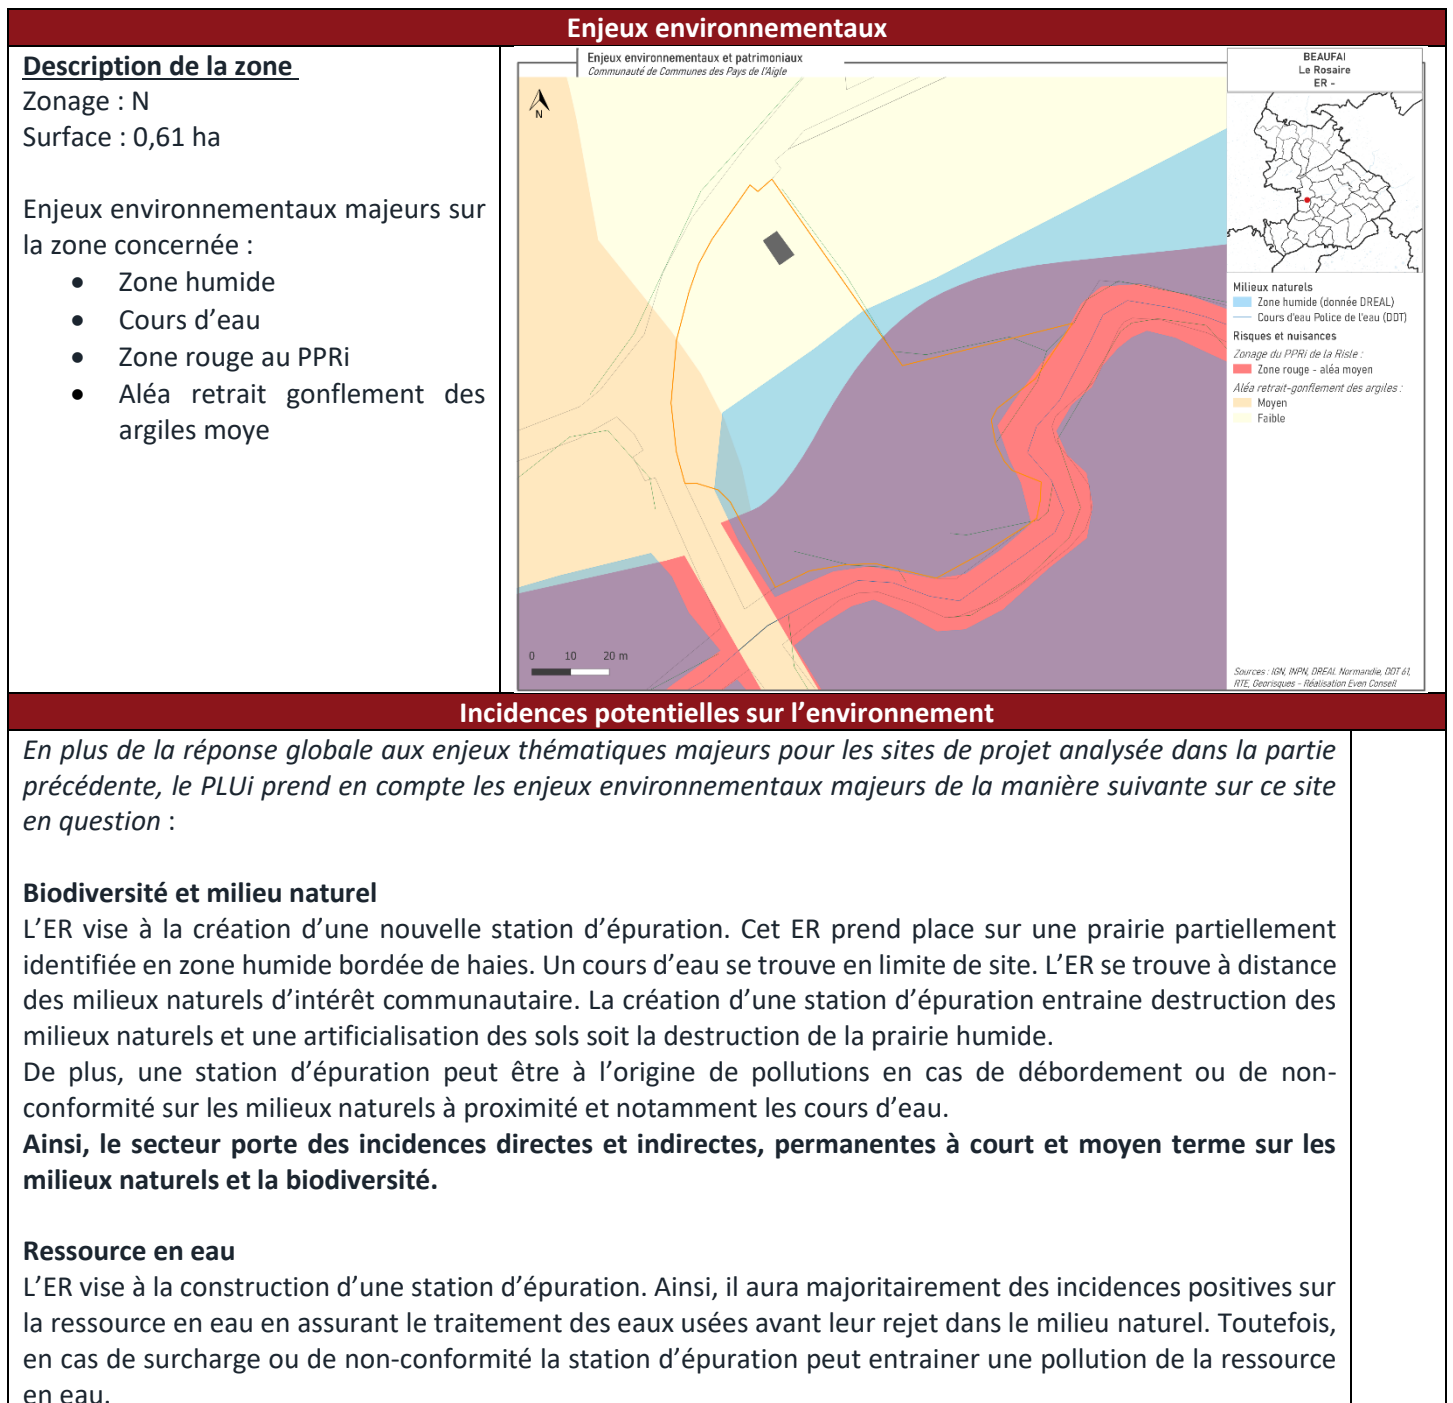 Enjeux environnementaux
Description de la zone
Zonage : N
Surface : 0,61 ha
Enjeux environnementaux majeurs sur
la zone concernée :
• Zone humide
• Cours d’eau
• Zone rouge au PPRi
• Aléa retrait gonflement des
argiles moye
Enjeux environnementaux et patrimoniaux
Communauté de Communes des Pays de l'Aigle
N
0 10 20 m
BEAUFAI
Le Rosaire
ER -
Milieux naturels
Zone humide (donnée DREAL)
Cours d'eau Police de l'eau (DDT)
Risques et nuisances
Zonage du PPRi de la Risle :
Zone rouge - aléa moyen
Aléa retrait-gonflement des argiles :
Moyen
Faible
Sources : IGN, INPN, DREAL Normandie, DDT 61,
RTE, Georisques - Réalisation Even Conseil
Incidences potentielles sur l’environnement
En plus de la réponse globale aux enjeux thématiques majeurs pour les sites de projet analysée dans la partie
précédente, le PLUi prend en compte les enjeux environnementaux majeurs de la manière suivante sur ce site
en question :
Biodiversité et milieu naturel
L’ER vise à la création d’une nouvelle station d’épuration. Cet ER prend place sur une prairie partiellement
identifiée en zone humide bordée de haies. Un cours d’eau se trouve en limite de site. L’ER se trouve à distance
des milieux naturels d’intérêt communautaire. La création d’une station d’épuration entraine destruction des
milieux naturels et une artificialisation des sols soit la destruction de la prairie humide.
De plus, une station d’épuration peut être à l’origine de pollutions en cas de débordement ou de non-
conformité sur les milieux naturels à proximité et notamment les cours d’eau.
Ainsi, le secteur porte des incidences directes et indirectes, permanentes à court et moyen terme sur les
milieux naturels et la biodiversité.
Ressource en eau
L’ER vise à la construction d’une station d’épuration. Ainsi, il aura majoritairement des incidences positives sur
la ressource en eau en assurant le traitement des eaux usées avant leur rejet dans le milieu naturel. Toutefois,
en cas de surcharge ou de non-conformité la station d’épuration peut entrainer une pollution de la ressource
en eau.